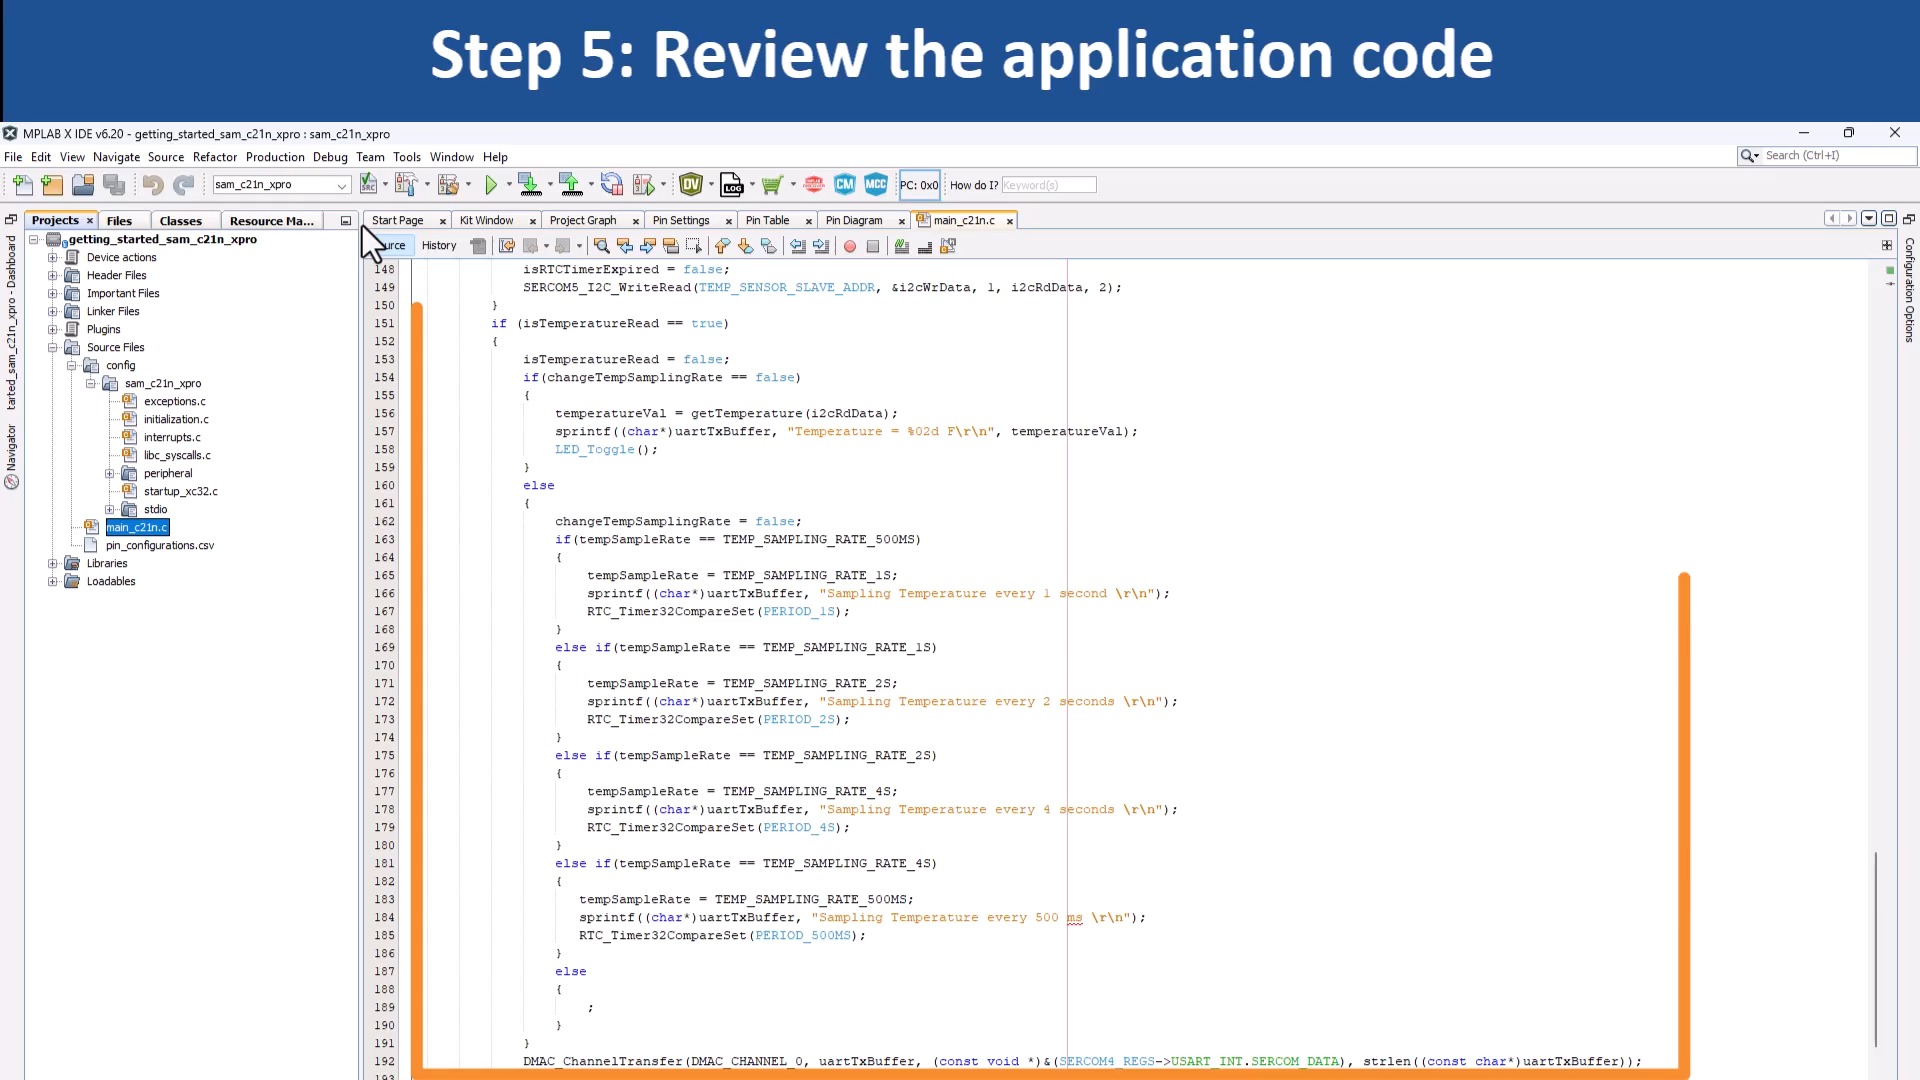 Step 5: Review the application code
MPLAB X IDE v6.20 - getting_started_sam_c21n_xpro : sam_c21n_xpro
File Edit View Navigate Source Refactor Production Debug Team Tools Window Help
Search (Ctrl+I)
sam_c21n_xpro
SRC
DV
LOG
CM
MCC
PC: 0x0
How do I? Keyword(s)
Projects Files Classes Resource Ma...
Start Page Kit Window Project Graph Pin Settings Pin Table Pin Diagram main_c21n.c
History
getting_started_sam_c21n_xpro
Device actions
Header Files
Important Files
Linker Files
Plugins
Source Files
config
sam_c21n_xpro
exceptions.c
initialization.c
interrupts.c
libc_syscalls.c
peripheral
startup_xc32.c
stdio
main_c21n.c
pin_configurations.csv
Libraries
Loadables
tarted_sam_c21n_xpro - Dashboard
Navigator
Configuration Options
148 isRTCTimerExpired = false;
149 SERCOM5_I2C_WriteRead(TEMP_SENSOR_SLAVE_ADDR, &i2cWrData, 1, i2cRdData, 2);
150 }
151 if (isTemperatureRead == true)
152 {
153 isTemperatureRead = false;
154 if(changeTempSamplingRate == false)
155 {
156 temperatureVal = getTemperature(i2cRdData);
157 sprintf((char*)uartTxBuffer, "Temperature = %02d F\r\n", temperatureVal);
158 LED_Toggle();
159 }
160 else
161 {
162 changeTempSamplingRate = false;
163 if(tempSampleRate == TEMP_SAMPLING_RATE_500MS)
164 {
165 tempSampleRate = TEMP_SAMPLING_RATE_1S;
166 sprintf((char*)uartTxBuffer, "Sampling Temperature every 1 second \r\n");
167 RTC_Timer32CompareSet(PERIOD_1S);
168 }
169 else if(tempSampleRate == TEMP_SAMPLING_RATE_1S)
170 {
171 tempSampleRate = TEMP_SAMPLING_RATE_2S;
172 sprintf((char*)uartTxBuffer, "Sampling Temperature every 2 seconds \r\n");
173 RTC_Timer32CompareSet(PERIOD_2S);
174 }
175 else if(tempSampleRate == TEMP_SAMPLING_RATE_2S)
176 {
177 tempSampleRate = TEMP_SAMPLING_RATE_4S;
178 sprintf((char*)uartTxBuffer, "Sampling Temperature every 4 seconds \r\n");
179 RTC_Timer32CompareSet(PERIOD_4S);
180 }
181 else if(tempSampleRate == TEMP_SAMPLING_RATE_4S)
182 {
183 tempSampleRate = TEMP_SAMPLING_RATE_500MS;
184 sprintf((char*)uartTxBuffer, "Sampling Temperature every 500 ms \r\n");
185 RTC_Timer32CompareSet(PERIOD_500MS);
186 }
187 else
188 {
189 ;
190 }
191 }
192 DMAC_ChannelTransfer(DMAC_CHANNEL_0, uartTxBuffer, (const void *)&(SERCOM4_REGS->USART_INT.SERCOM_DATA), strlen((const char*)uartTxBuffer));